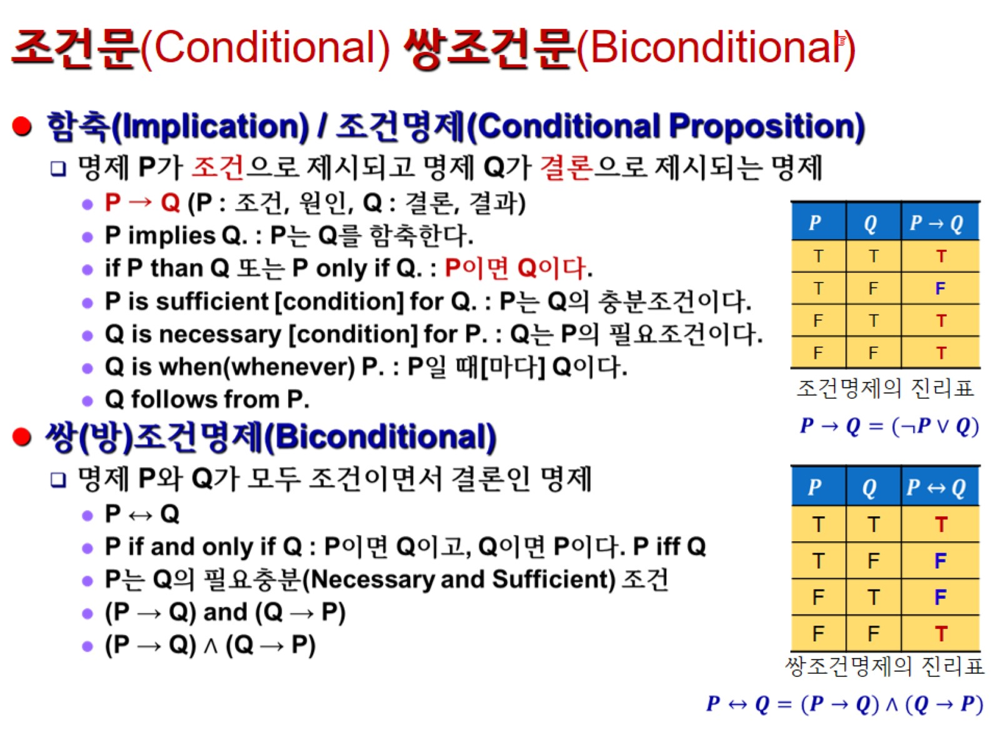 조건문(Conditional) 쌍조건문(Biconditional)
함축(Implication) / 조건명제(Conditional Proposition)
명제 P가 조건으로 제시되고 명제 Q가 결론으로 제시되는 명제
P → Q (P : 조건, 원인, Q : 결론, 결과)
P implies Q. : P는 Q를 함축한다.
if P than Q 또는 P only if Q. : P이면 Q이다.
P is sufficient [condition] for Q. : P는 Q의 충분조건이다.
Q is necessary [condition] for P. : Q는 P의 필요조건이다.
Q is when(whenever) P. : P일 때[마다] Q이다.
Q follows from P.
P Q P → Q
T T T
T F F
F T T
F F T
조건명제의 진리표
P → Q = (¬P ∨ Q)
쌍(방)조건명제(Biconditional)
명제 P와 Q가 모두 조건이면서 결론인 명제
P ↔ Q
P if and only if Q : P이면 Q이고, Q이면 P이다. P iff Q
P는 Q의 필요충분(Necessary and Sufficient) 조건
(P → Q) and (Q → P)
(P → Q) ∧ (Q → P)
P Q P ↔ Q
T T T
T F F
F T F
F F T
쌍조건명제의 진리표
P ↔ Q = (P → Q) ∧ (Q → P)